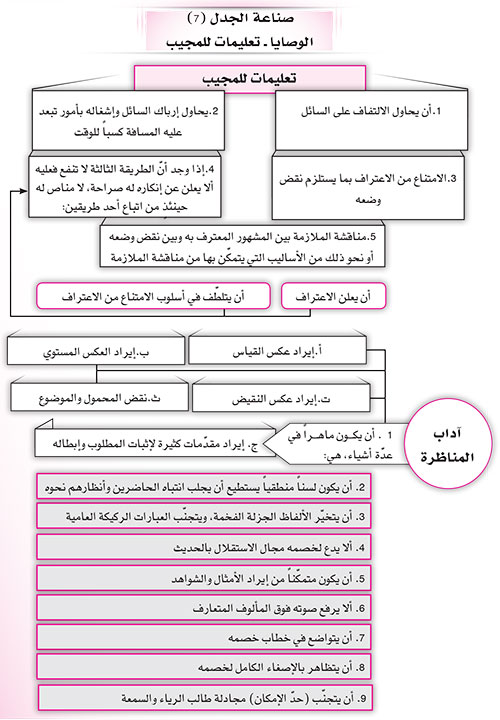 صناعة الجدل (7)
الوصايا ـ تعليمات للمجيب
تعليمات للمجيب
1.أن يحاول الالتفاف على السائل
2.يحاول إرباك السائل وإشغاله بأمور تبعد
عليه المسافة كسباً للوقت
3.الامتناع من الاعتراف بما يستلزم نقض
وضعه
4.إذا وجد أنّ الطريقة الثالثة لا تنفع فعليه
ألا يعلن عن إنكاره له صراحة، لا مناص له
حينئذ من اتباع أحد طريقين:
5.مناقشة الملازمة بين المشهور المعترف به وبين نقض وضعه
أو نحو ذلك من الأساليب التي يتمكّن بها من مناقشة الملازمة
أن يعلن الاعتراف
أن يتلطّف في أسلوب الامتناع من الاعتراف
أ.إيراد عكس القياس
ب.إيراد العكس المستوي
ت.إيراد عكس النقيض
ث.نقض المحمول والموضوع
آداب
المناظرة
1 . أن يكون ماهراً في
عدّة أشياء، هي:
ج. إيراد مقدّمات كثيرة لإثبات المطلوب وإبطاله
2. أن يكون لسناً منطقياً يستطيع أن يجلب انتباه الحاضرين وأنظارهم نحوه
3. أن يتخيّر الألفاظ الجزلة الفخمة، ويتجنّب العبارات الركيكة العامية
4. ألا يدع لخصمه مجال الاستقلال بالحديث
5. أن يكون متمكّناً من إيراد الأمثال والشواهد
6. ألا يرفع صوته فوق المألوف المتعارف
7. أن يتواضع في خطاب خصمه
8. أن يتظاهر بالإصغاء الكامل لخصمه
9. أن يتجنّب (حدّ الإمكان) مجادلة طالب الرياء والسمعة